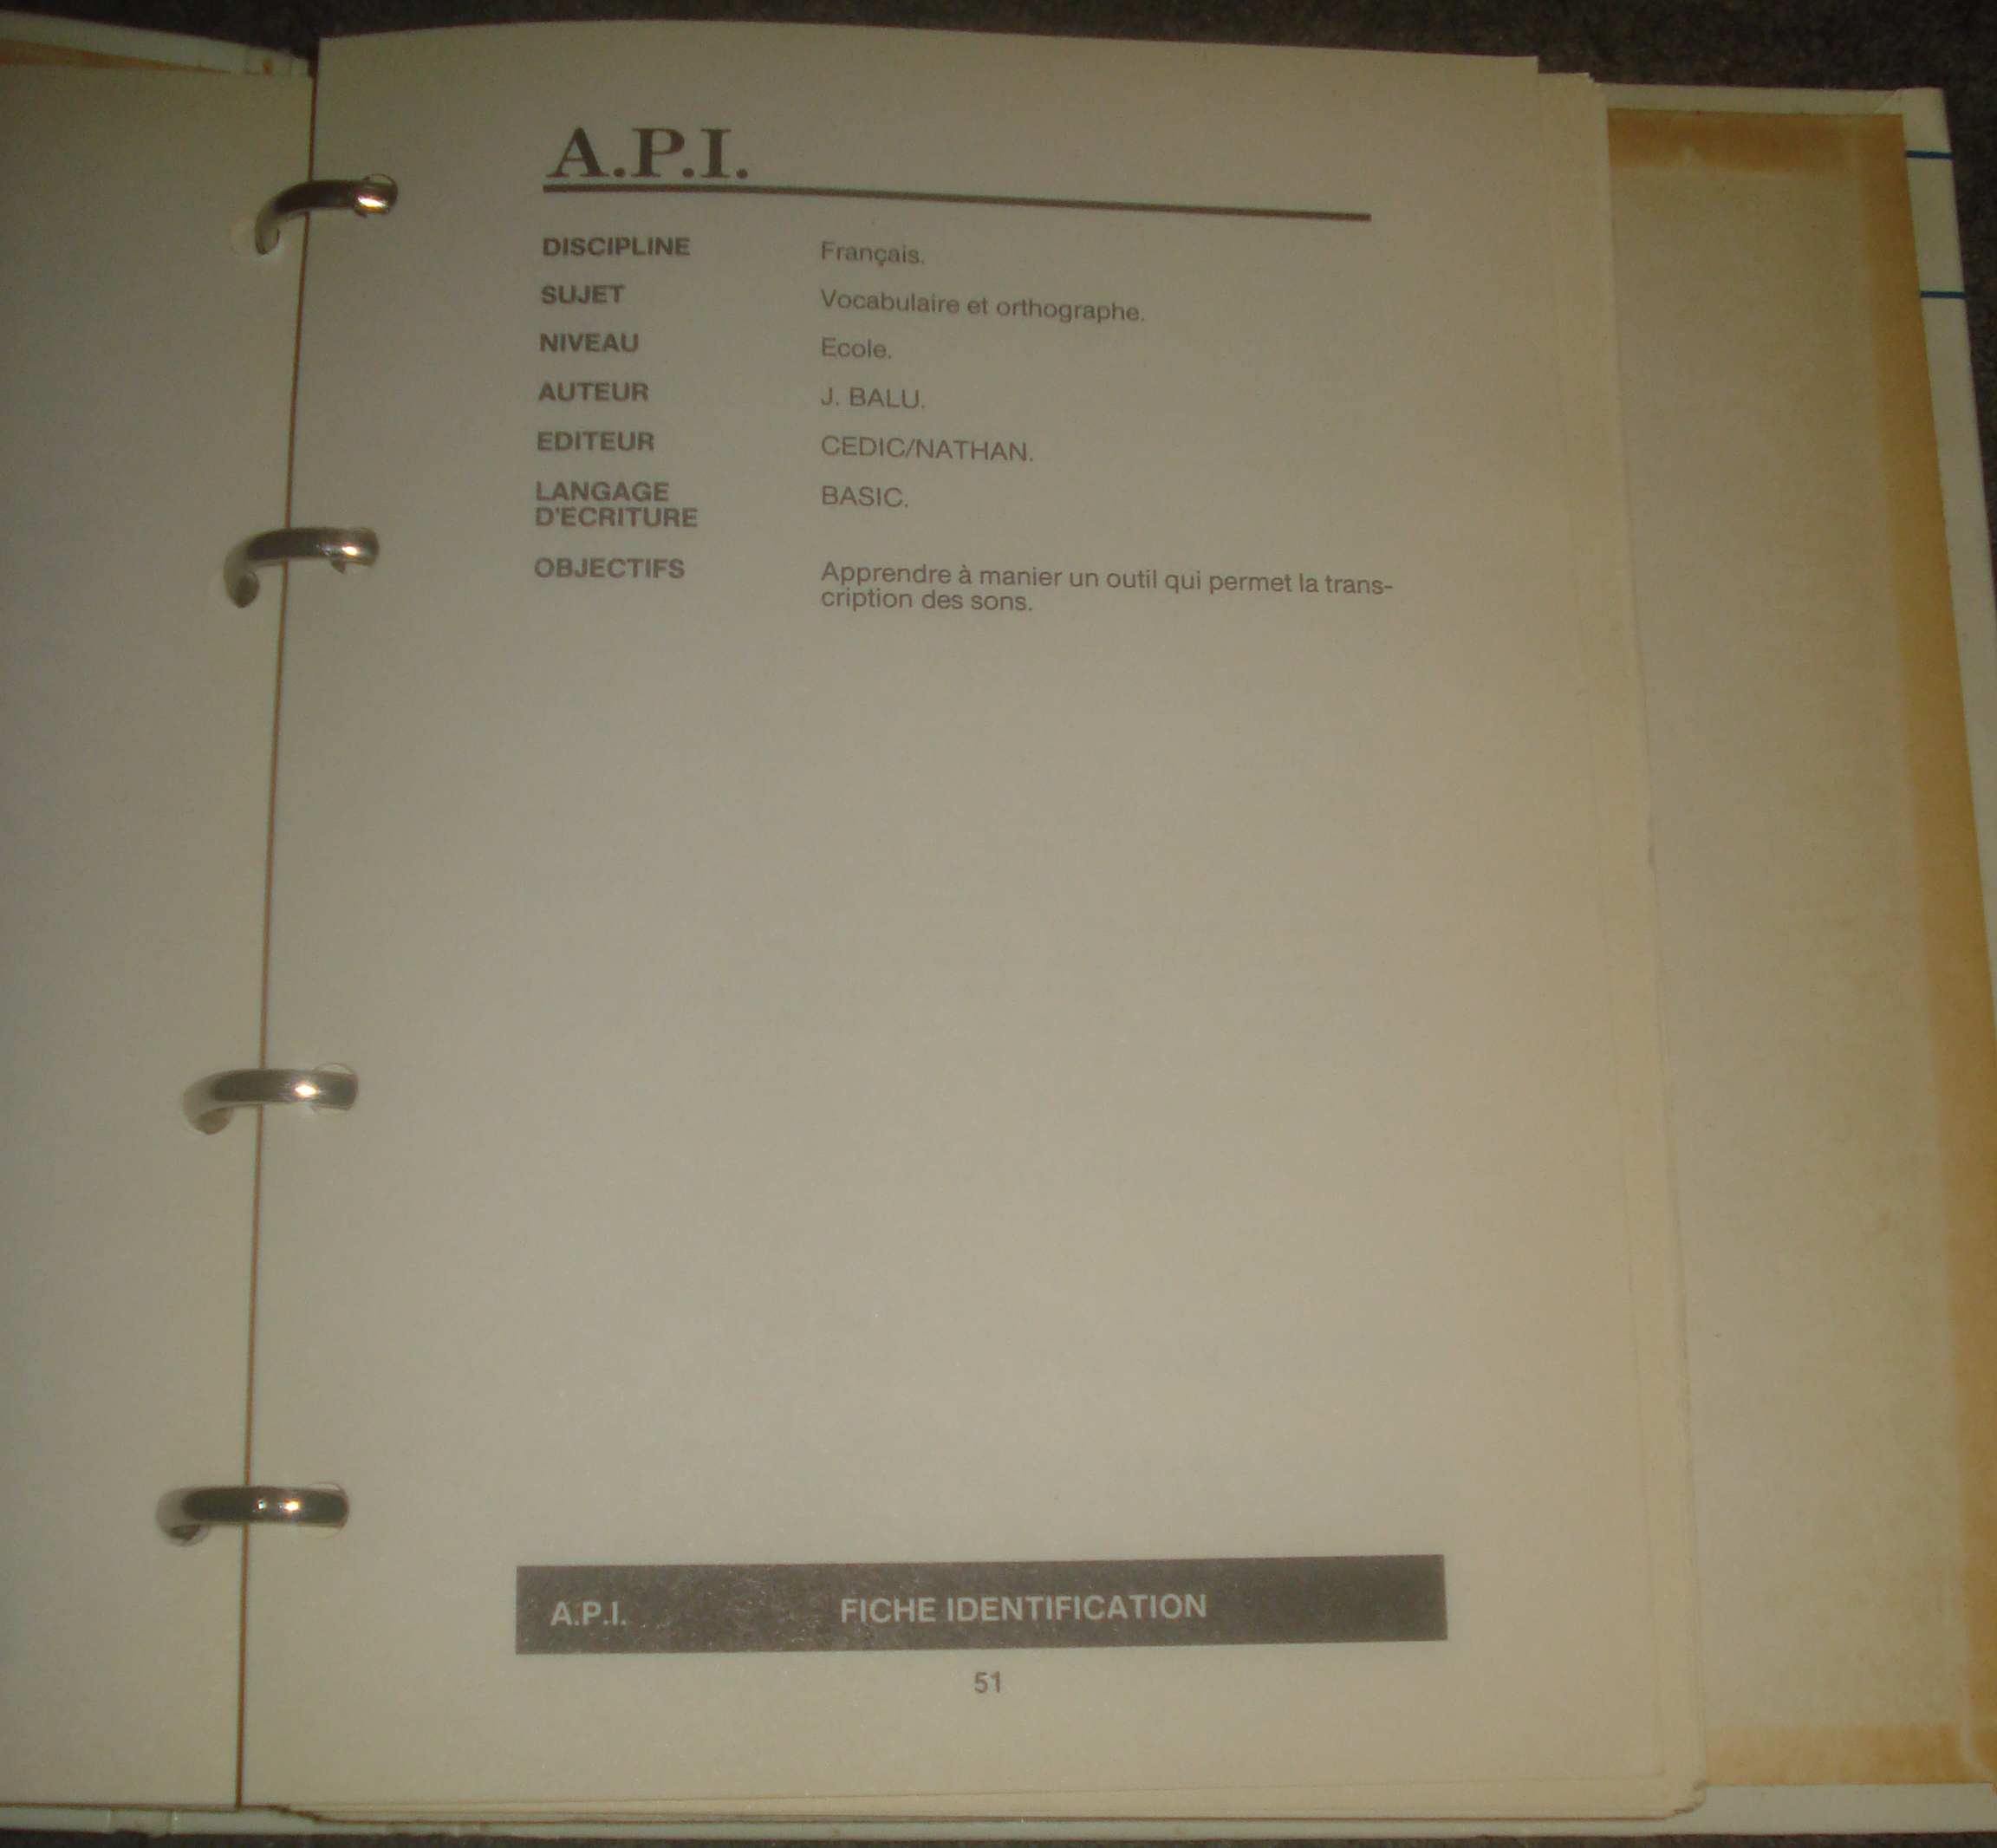 A.P.I.
DISCIPLINE Français.
SUJET Vocabulaire et orthographe.
NIVEAU Ecole.
AUTEUR J. BALU.
EDITEUR CEDIC/NATHAN.
LANGAGE BASIC.
D'ECRITURE
OBJECTIFS Apprendre à manier un outil qui permet la trans-
cription des sons.
A.P.I. FICHE IDENTIFICATION
51